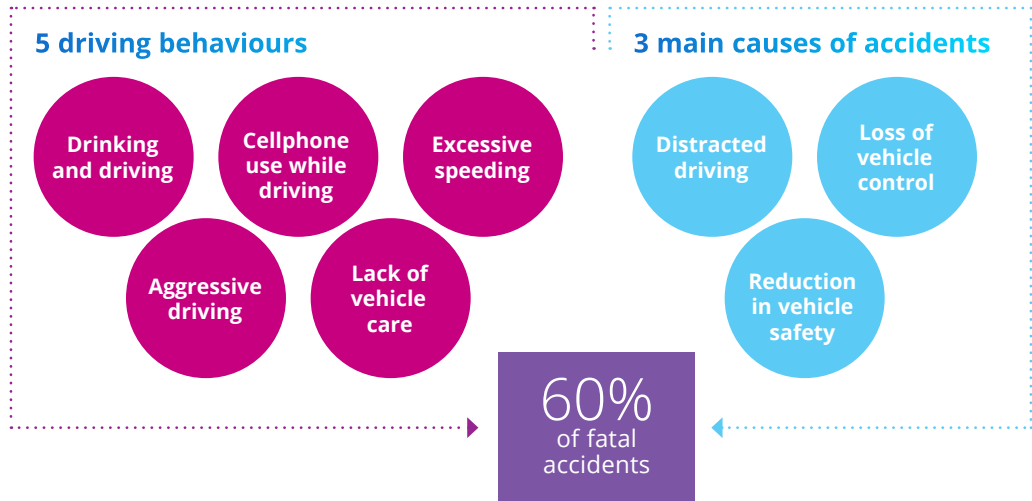 5 driving behaviours
Drinking
and driving
Cellphone
use while
driving
Excessive
speeding
Aggressive
driving
Lack of
vehicle
care
3 main causes of accidents
Distracted
driving
Loss of
vehicle
control
Reduction
in vehicle
safety
60%
of fatal
accidents